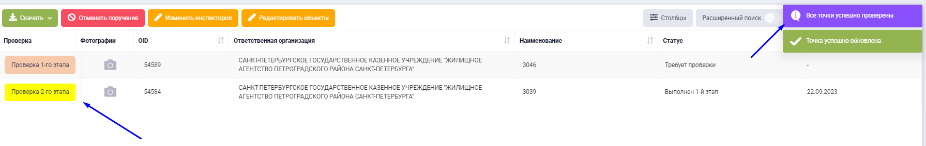 Скачать
Отменить поручение
Изменить инспекторов
Редактировать объекты
Столбцы
Расширенный поиск
Все точки успешно проверены
Точка успешно обновлена
Проверка Фотографии OID Ответственная организация Наименование Статус
Проверка 1-го этапа 54589 САНКТ-ПЕТЕРБУРГСКОЕ ГОСУДАРСТВЕННОЕ КАЗЕННОЕ УЧРЕЖДЕНИЕ "ЖИЛИЩНОЕ 3046 Требует проверки -
АГЕНТСТВО ПЕТРОГРАДСКОГО РАЙОНА САНКТ-ПЕТЕРБУРГА"
Проверка 2-го этапа 54584 САНКТ-ПЕТЕРБУРГСКОЕ ГОСУДАРСТВЕННОЕ КАЗЕННОЕ УЧРЕЖДЕНИЕ "ЖИЛИЩНОЕ 3039 Выполнен 1-й этап 22.09.2023
АГЕНТСТВО ПЕТРОГРАДСКОГО РАЙОНА САНКТ-ПЕТЕРБУРГА"